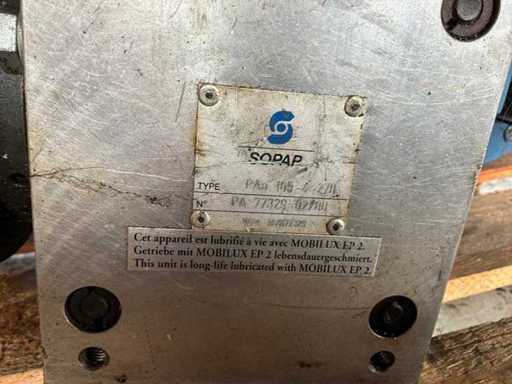 SOPAP
TYPE
N°
Cet appareil est lubrifié à vie avec MOBILUX EP 2.
Getriebe mit MOBILUX EP 2 lebensdauergeschmiert.
This unit is long-life lubricated with MOBILUX EP 2.